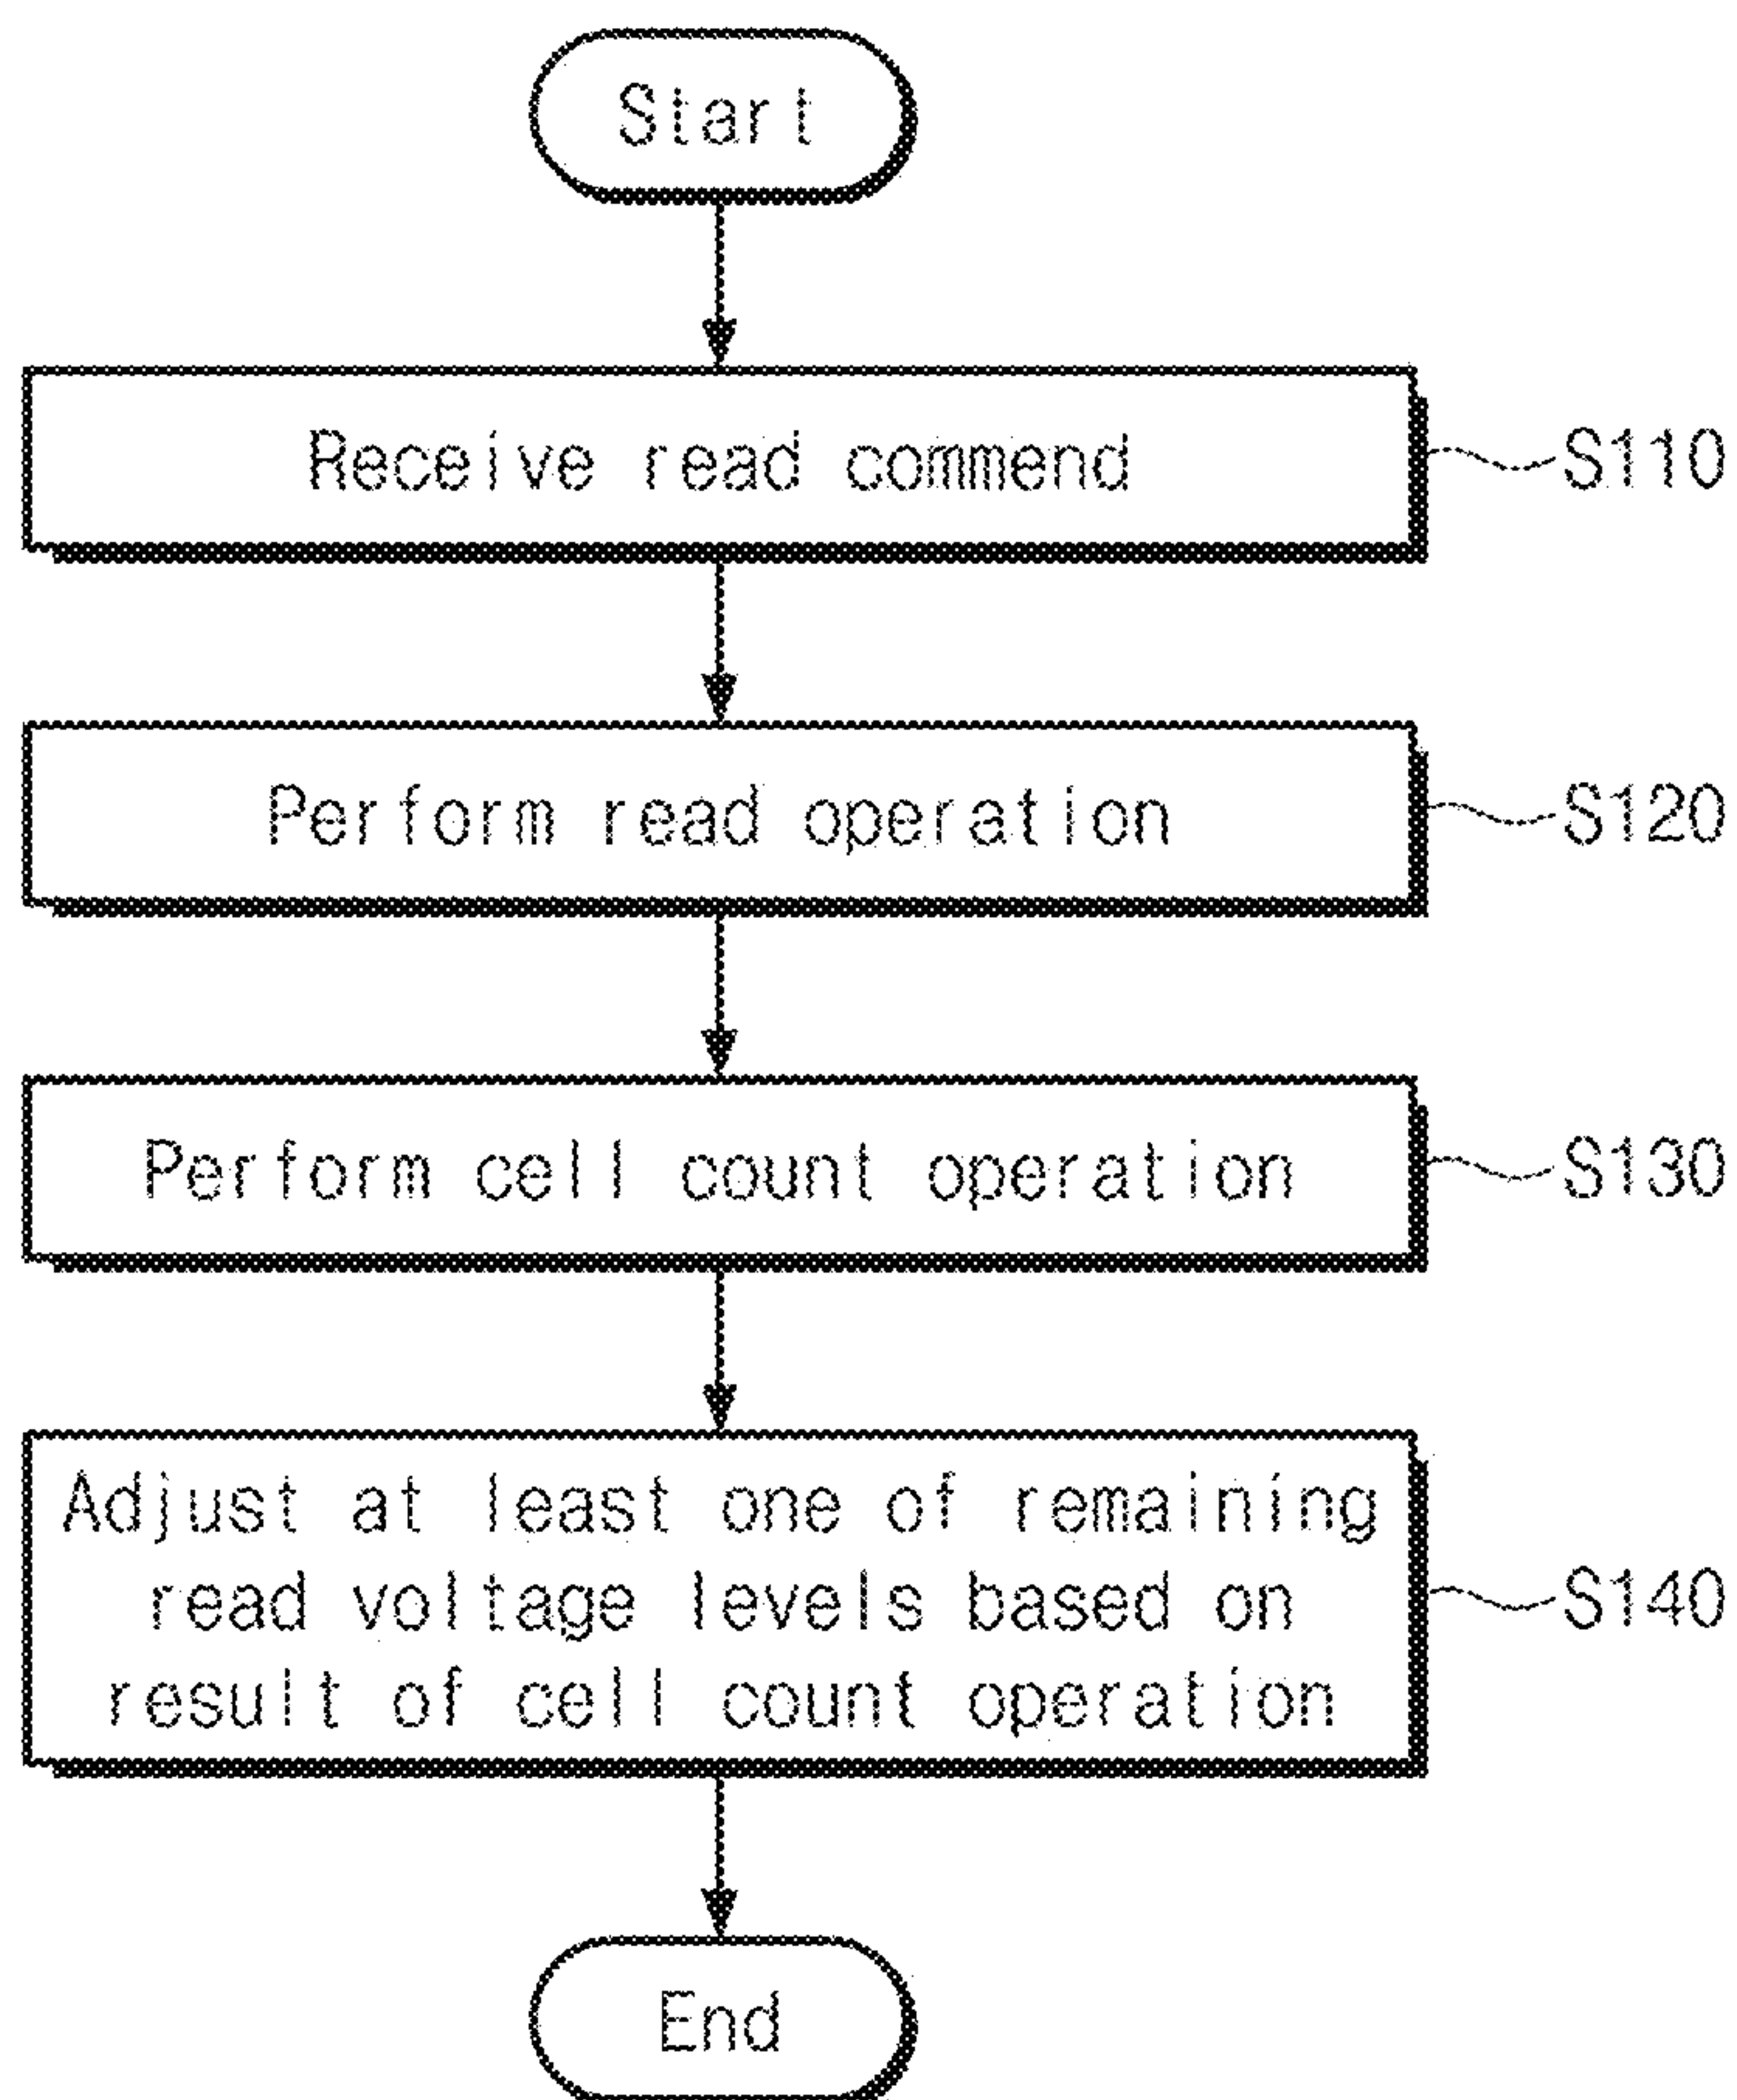 Start
Receive read commend
S110
Perform read operation
S120
Perform cell count operation
S130
Adjust at least one of remaining
read voltage levels based on
S140
result of cell count operation
End